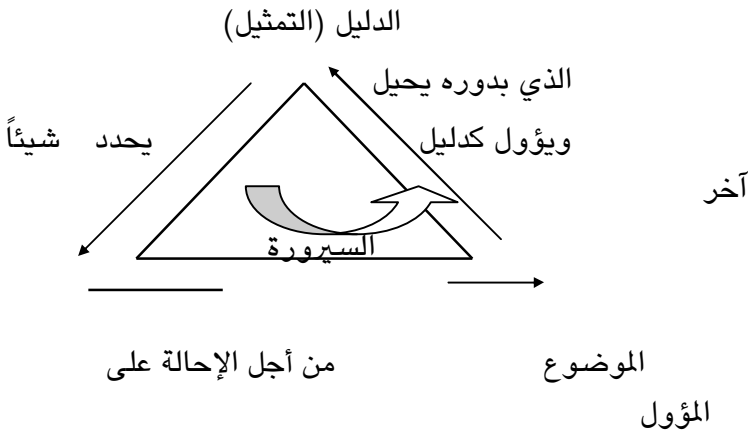 الدليل (التمثيل)
الذي بدوره يحيل
ويؤول كدليل يحدد شيئاً
آخر
السيرورة
الموضوع من أجل الإحالة على
المؤول